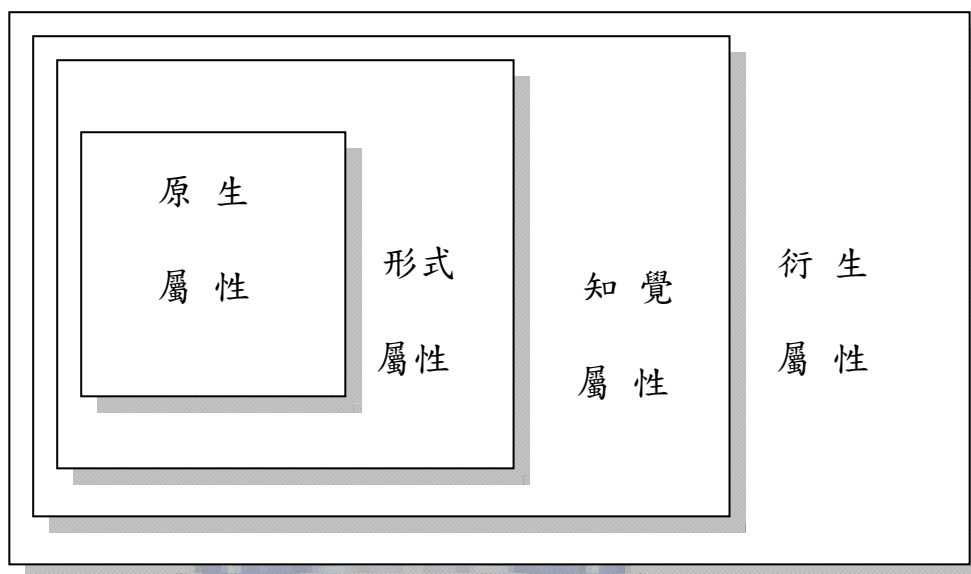 原 生
屬 性
形式
屬性
知 覺
屬 性
衍 生
屬 性